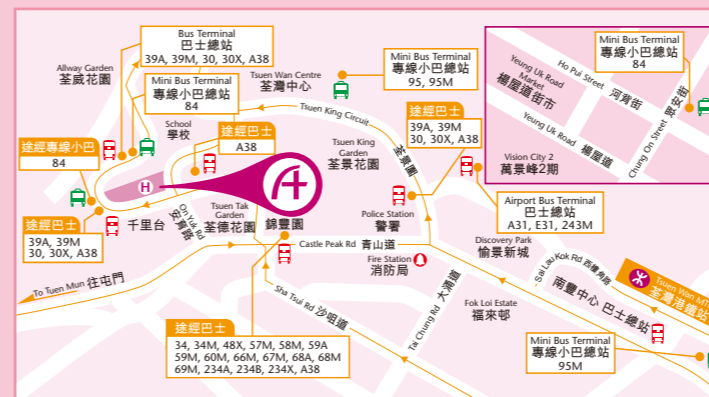 Bus Terminal
巴士總站
39A, 39M, 30, 30X, A38
Allway Garden
荃威花園
Mini Bus Terminal
專線小巴總站
84
School
學校
途經專線小巴
84
途經巴士
A38
Tsuen Wan Centre
荃灣中心
Mini Bus Terminal
專線小巴總站
95, 95M
途經巴士
39A, 39M
30, 30X, A38
Tsuen King Circuit
荃景圍
Tsuen King
Garden
荃景花園
H
途經巴士
39A, 39M
30, 30X, A38
千里台
On Yuk Rd
安育路
Tsuen Tak
Garden
荃德花園
錦豐園
Police Station
警署
Castle Peak Rd 青山道
Fire Station
消防局
To Tuen Mun 往屯門
Sha Tsui Rd 沙咀道
途經巴士
34, 34M, 48X, 57M, 58M, 59A
59M, 60M, 66M, 67M, 68A, 68M
69M, 234A, 234B, 234X, A38
Tai Chung Rd 大涌道
Fok Loi Estate
福來邨
Discovery Park
愉景新城
Airport Bus Terminal
巴士總站
A31, E31, 243M
Sai Lau Kok Rd 西樓角路
南豐中心 巴士總站
Tsuen Wan MT
荃灣港鐵站
Mini Bus Terminal
專線小巴總站
95M
Yeung Uk Road
Market
楊屋道街市
Ho Pui Street 河背街
Yeung Uk Road 楊屋道
Vision City 2
萬景峰2期
Chung On Street 眾安街
Mini Bus Terminal
專線小巴總站
84